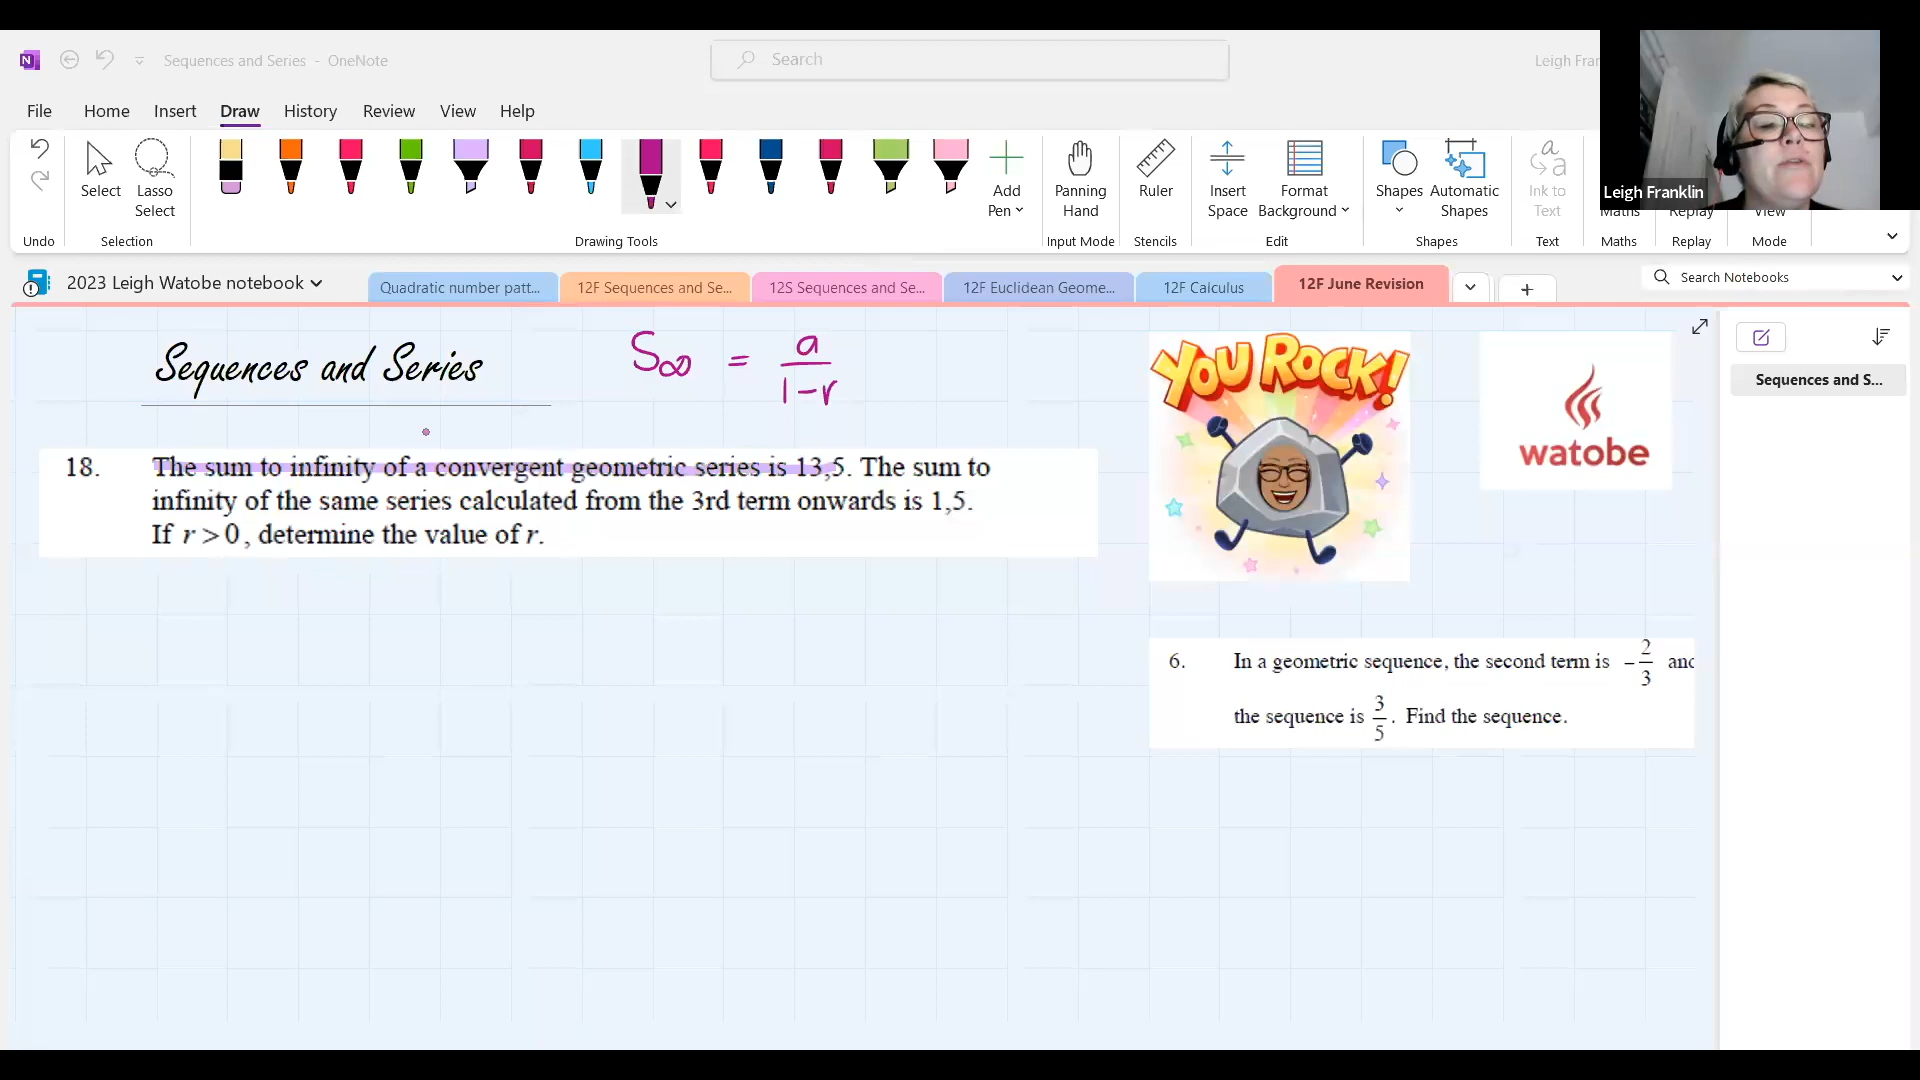 Sequences and Series - OneNote
Search
File Home Insert Draw History Review View Help
Undo
Select
Lasso Select
Selection
Drawing Tools
Add Pen
Panning Hand
Input Mode
Ruler
Stencils
Insert Space
Format Background
Edit
Shapes
Automatic Shapes
Shapes
Ink to Text
Text
Maths
Maths
Replay
Replay
View
Mode
Leigh Franklin
2023 Leigh Watobe notebook
Quadratic number patt...
12F Sequences and Se...
12S Sequences and Se...
12F Euclidean Geome...
12F Calculus
12F June Revision
Search Notebooks
Sequences and S...
Sequences and Series
S∞ = a/(1-r)
YOU ROCK!
watobe
18. The sum to infinity of a convergent geometric series is 13,5. The sum to
infinity of the same series calculated from the 3rd term onwards is 1,5.
If r > 0, determine the value of r.
6. In a geometric sequence, the second term is -2/3 and
the sequence is 3/5. Find the sequence.